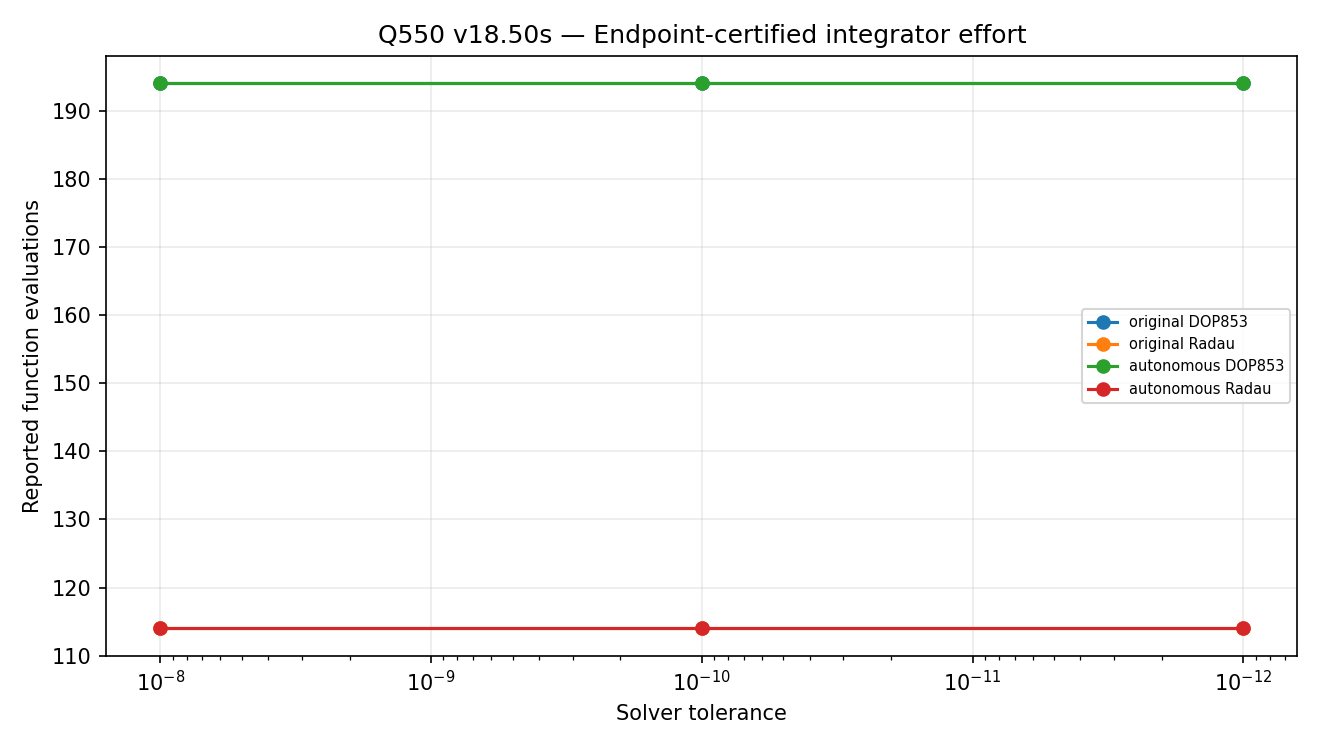 Q550 v18.50s — Endpoint-certified integrator effort
Reported function evaluations
190
180
170
160
150
140
130
120
110
original DOP853
original Radau
autonomous DOP853
autonomous Radau
10⁻⁸
10⁻⁹
10⁻¹⁰
10⁻¹¹
10⁻¹²
Solver tolerance